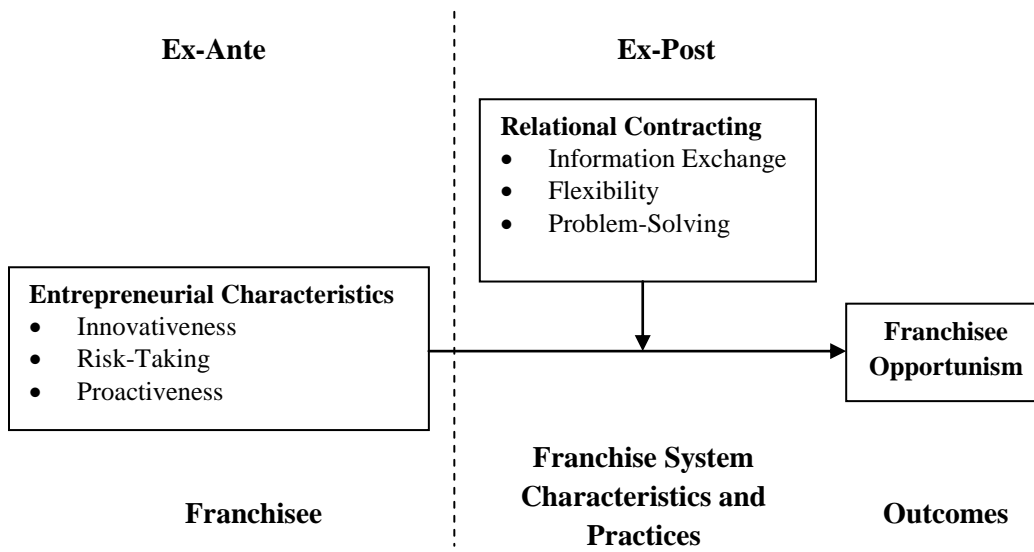 Ex-Ante
Ex-Post
Relational Contracting
• Information Exchange
• Flexibility
• Problem-Solving
Entrepreneurial Characteristics
• Innovativeness
• Risk-Taking
• Proactiveness
Franchisee
Opportunism
Franchisee
Franchise System
Characteristics and
Practices
Outcomes